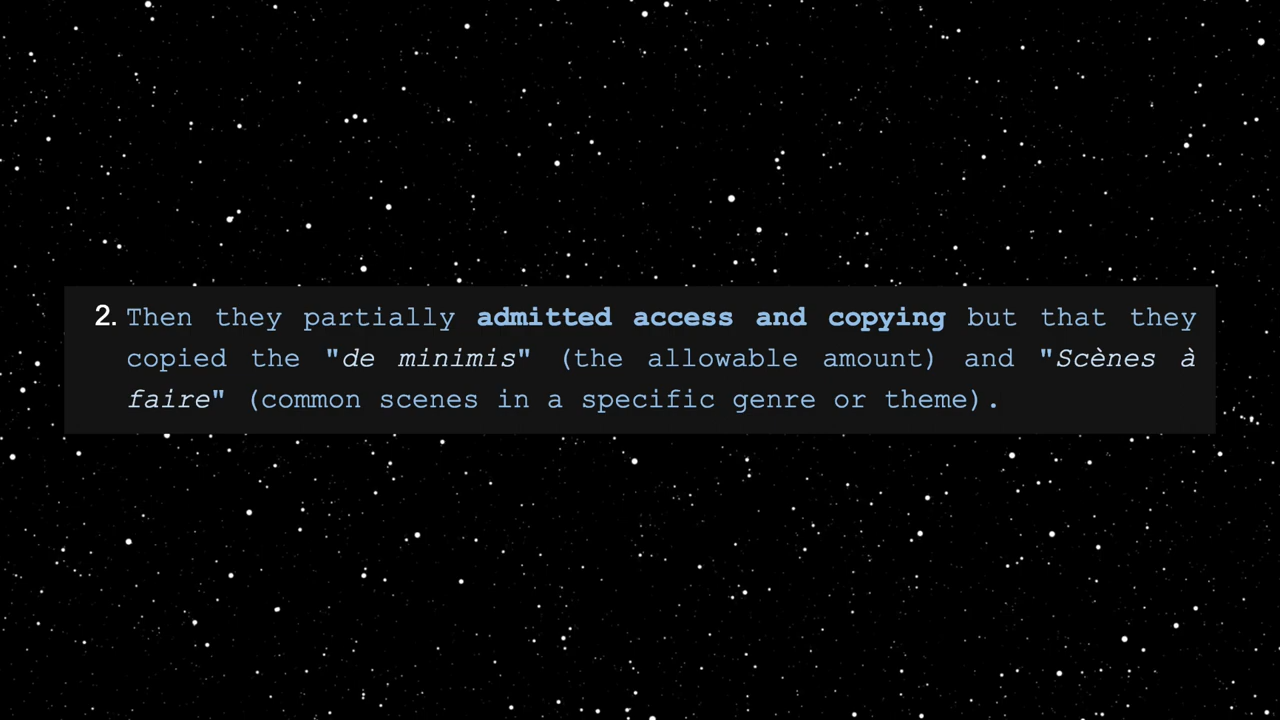 2. Then they partially admitted access and copying but that they
copied the "de minimis" (the allowable amount) and "Scènes à
faire" (common scenes in a specific genre or theme).